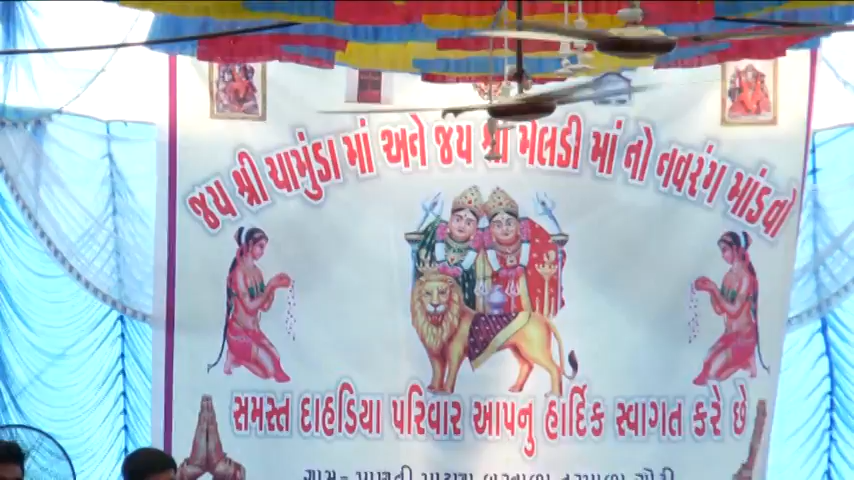 જય શ્રી ચામુંડા માં અને જય શ્રી મેલડી માં નો નવરંગ માંડવો
સમસ્ત દાહડિયા પરિવાર આપનુ હાર્દિક સ્વાગત કરે છે
ગામ=